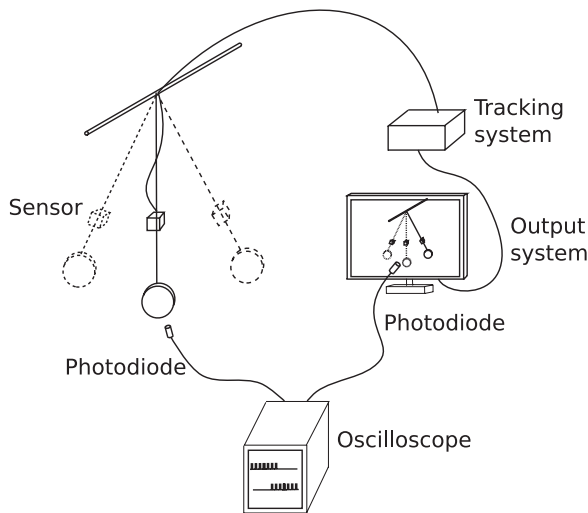 Tracking
system
Sensor
Output
system
Photodiode
Photodiode
Oscilloscope